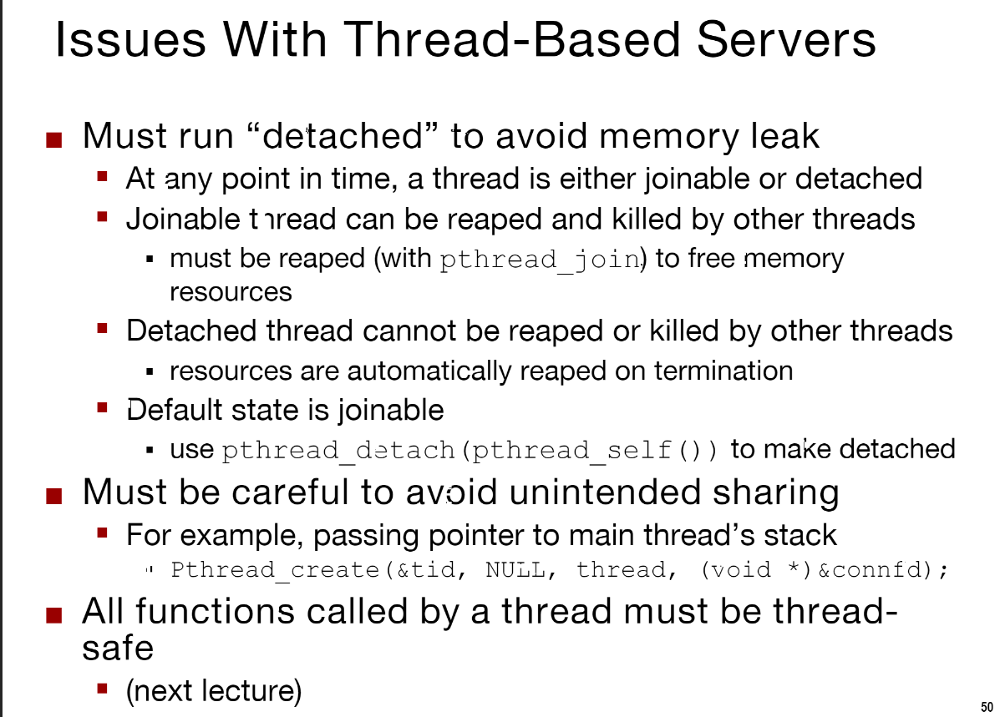 Issues With Thread-Based Servers
Must run “detached” to avoid memory leak
At any point in time, a thread is either joinable or detached
Joinable thread can be reaped and killed by other threads
must be reaped (with pthread_join) to free memory
resources
Detached thread cannot be reaped or killed by other threads
resources are automatically reaped on termination
Default state is joinable
use pthread_detach(pthread_self()) to make detached
Must be careful to avoid unintended sharing
For example, passing pointer to main thread’s stack
Pthread_create(&tid, NULL, thread, (void *)&connfd);
All functions called by a thread must be thread-
safe
(next lecture)
50